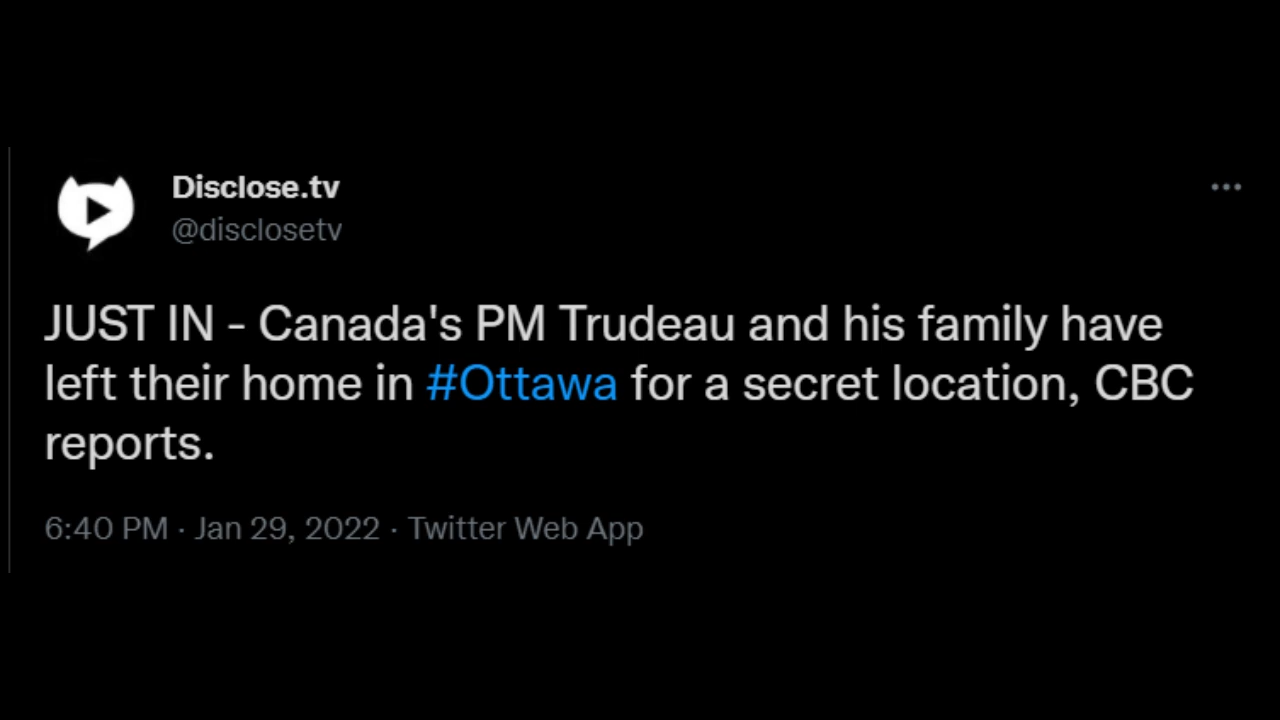 Disclose.tv
@disclosetv
JUST IN - Canada's PM Trudeau and his family have
left their home in #Ottawa for a secret location, CBC
reports.
6:40 PM · Jan 29, 2022 · Twitter Web App